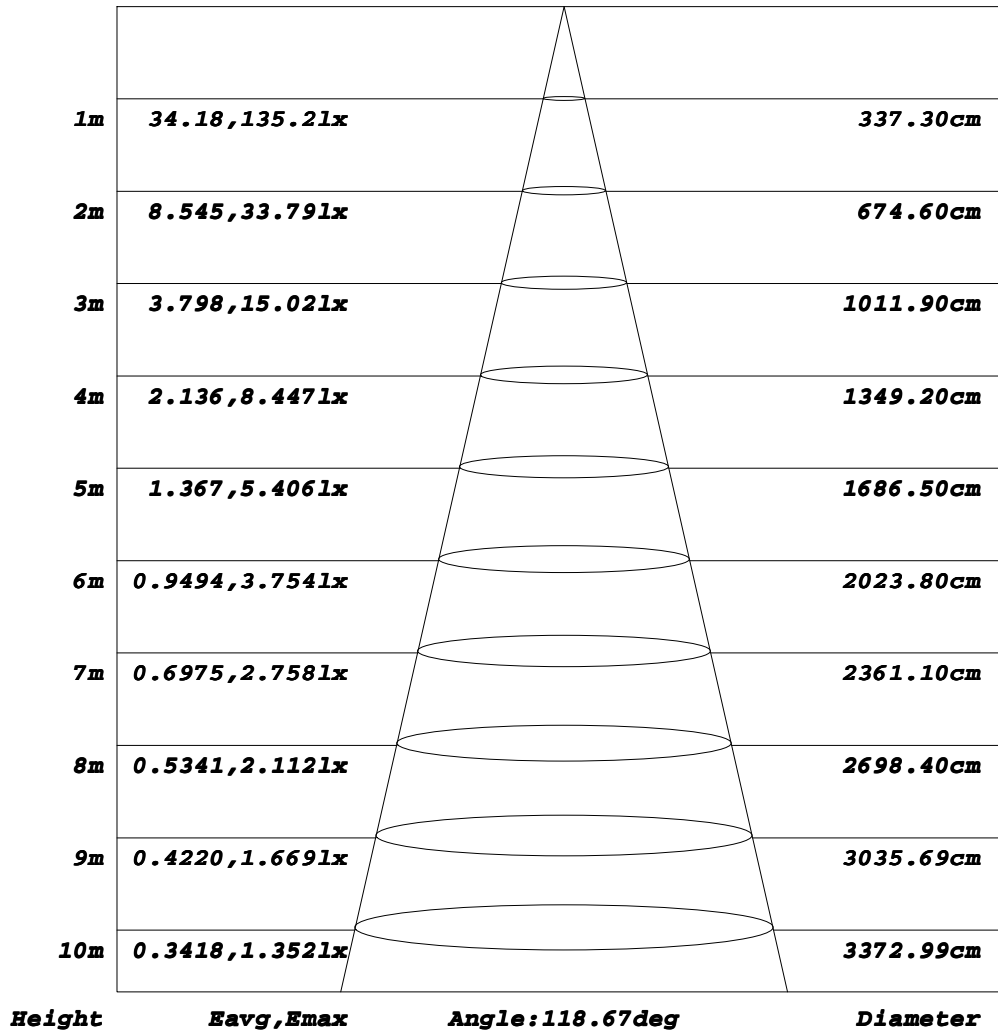 1m 34.18,135.2lx 337.30cm
2m 8.545,33.79lx 674.60cm
3m 3.798,15.02lx 1011.90cm
4m 2.136,8.447lx 1349.20cm
5m 1.367,5.406lx 1686.50cm
6m 0.9494,3.754lx 2023.80cm
7m 0.6975,2.758lx 2361.10cm
8m 0.5341,2.112lx 2698.40cm
9m 0.4220,1.669lx 3035.69cm
10m 0.3418,1.352lx 3372.99cm
Height Eavg,Emax Angle:118.67deg Diameter